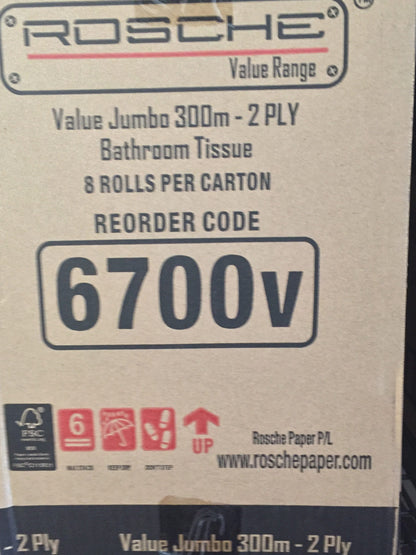 ROSCHE
Value Range
Value Jumbo 300m - 2 PLY
Bathroom Tissue
8 ROLLS PER CARTON
REORDER CODE
6700v
FSC
6
UP
Rosche Paper P/L
www.roschepaper.com
- 2 Ply
Value Jumbo 300m - 2 Ply